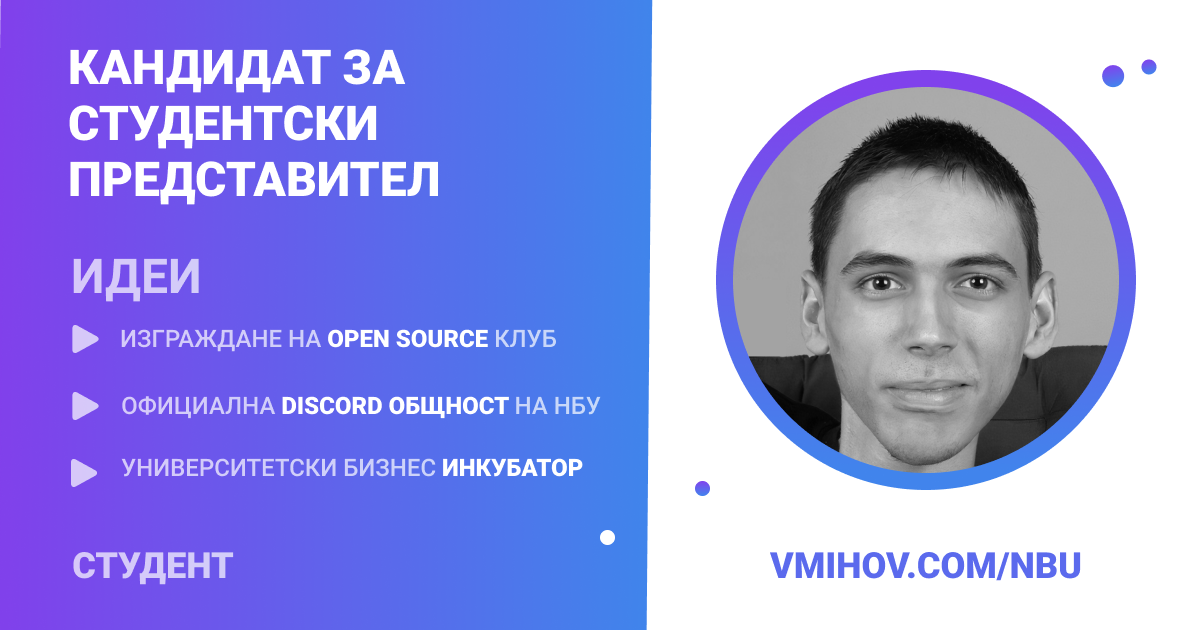 КАНДИДАТ ЗА
СТУДЕНТСКИ
ПРЕДСТАВИТЕЛ
ИДЕИ
ИЗГРАЖДАНЕ НА OPEN SOURCE КЛУБ
ОФИЦИАЛНА DISCORD ОБЩНОСТ НА НБУ
УНИВЕРСИТЕТСКИ БИЗНЕС ИНКУБАТОР
СТУДЕНТ
VMIHOV.COM/NBU